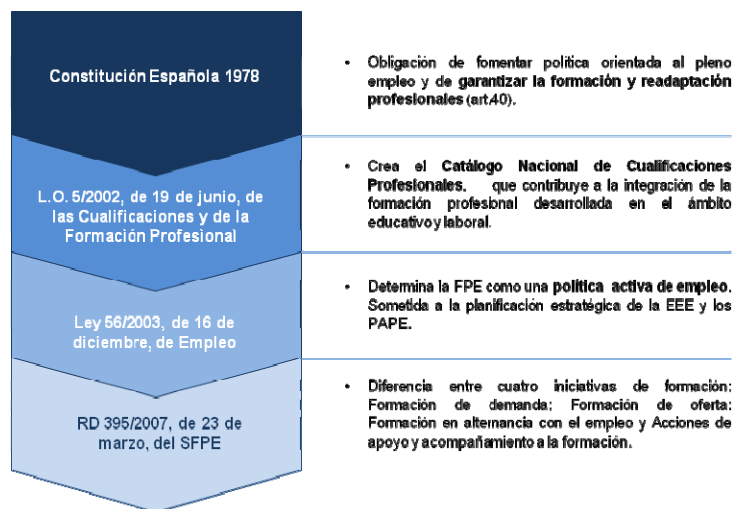 Constitución Española 1978
• Obligación de fomentar política orientada al pleno
empleo y de garantizar la formación y readaptación
profesionales (art.40).
L.O. 5/2002, de 19 de junio, de
las Cualificaciones y de la
Formación Profesional
• Crea el Catálogo Nacional de Cualificaciones
Profesionales, que contribuye a la integración de la
formación profesional desarrollada en el ámbito
educativo y laboral.
Ley 56/2003, de 16 de
diciembre, de Empleo
• Determina la FPE como una política activa de empleo.
Sometida a la planificación estratégica de la EEE y los
PAPE.
RD 395/2007, de 23 de
marzo, del SFPE
• Diferencia entre cuatro iniciativas de formación:
Formación de demanda; Formación de oferta;
Formación en alternancia con el empleo y Acciones de
apoyo y acompañamiento a la formación.